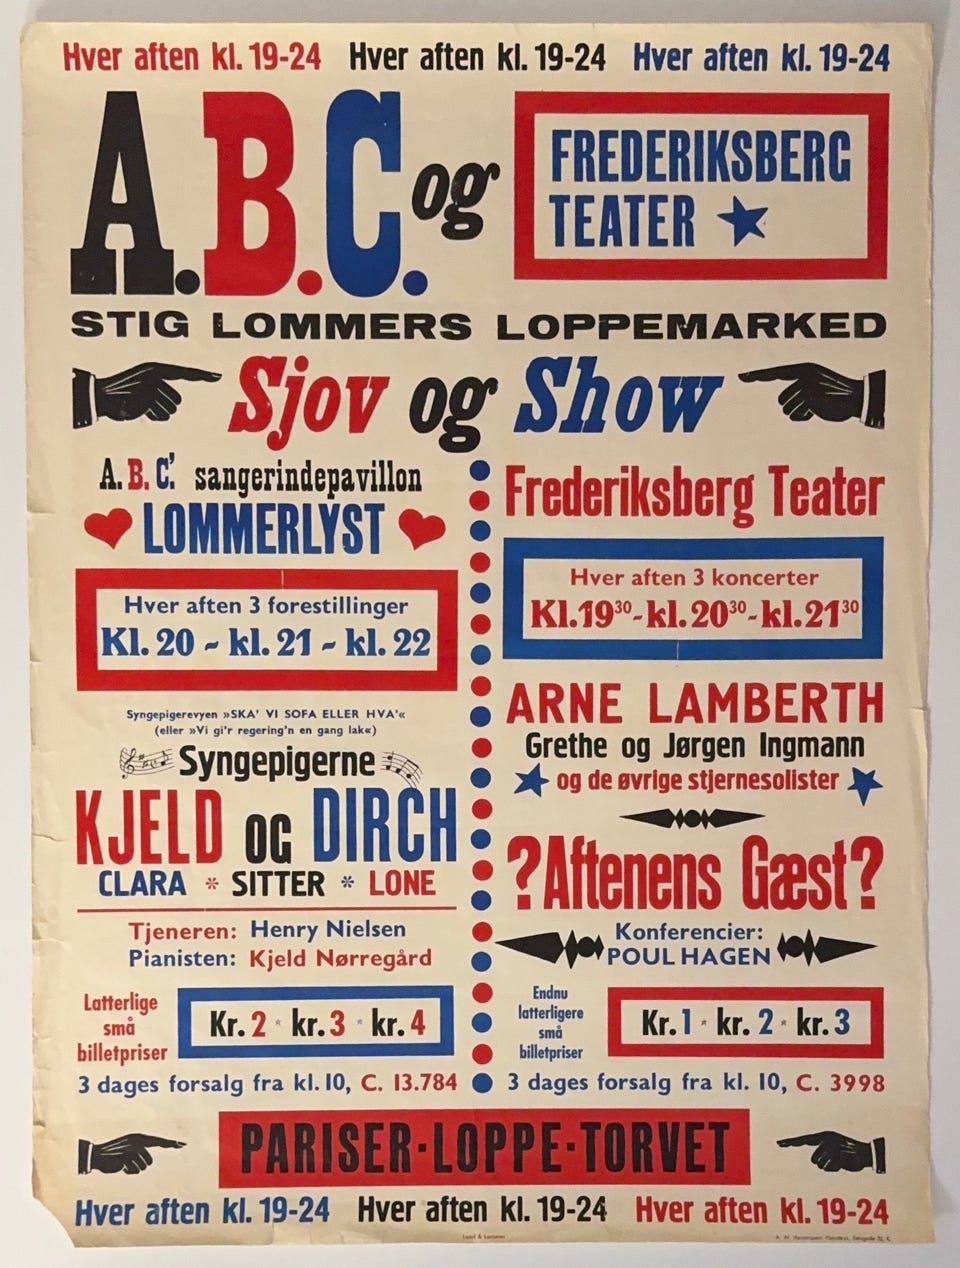 Hver aften kl. 19-24 Hver aften kl. 19-24 Hver aften kl. 19-24
A.B.C. og
FREDERIKSBERG
TEATER
STIG LOMMERS LOPPEMARKED
Sjov og Show
A.B.C.' sangerindepavillon
LOMMERLYST
Hver aften 3 forestillinger
Kl. 20 ~ kl. 21 ~ kl. 22
Syngepigerevyen »SKA' VI SOFA ELLER HVA'«
(eller »Vi gi'r regering'n en gang lak«)
Syngepigerne
KJELD OG DIRCH
CLARA * SITTER * LONE
Tjeneren: Henry Nielsen
Pianisten: Kjeld Nørregård
Latterlige
små
billetpriser
Kr. 2 * kr. 3 * kr. 4
3 dages forsalg fra kl. 10, C. 13.784
Frederiksberg Teater
Hver aften 3 koncerter
Kl. 19³⁰ ~ kl. 20³⁰ ~ kl. 21³⁰
ARNE LAMBERTH
Grethe og Jørgen Ingmann
og de øvrige stjernesolister
?Aftenens Gæst?
Konferencier:
POUL HAGEN
Endnu
latterligere
små
billetpriser
Kr. 1 * kr. 2 * kr. 3
3 dages forsalg fra kl. 10, C. 3998
PARISER·LOPPE·TORVET
Hver aften kl. 19-24 Hver aften kl. 19-24 Hver aften kl. 19-24